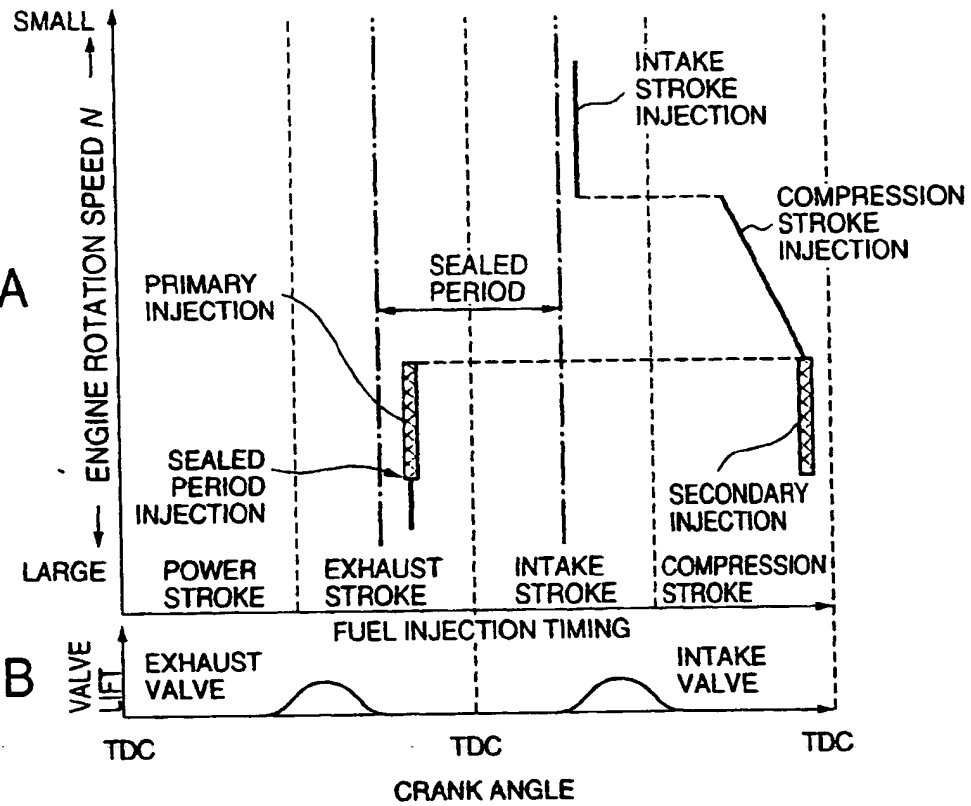 SMALL
ENGINE ROTATION SPEED N
LARGE
A
INTAKE
STROKE
INJECTION
COMPRESSION
STROKE
INJECTION
SEALED
PERIOD
PRIMARY
INJECTION
SEALED
PERIOD
INJECTION
SECONDARY
INJECTION
POWER
STROKE
EXHAUST
STROKE
INTAKE
STROKE
COMPRESSION
STROKE
FUEL INJECTION TIMING
B
VALVE
LIFT
EXHAUST
VALVE
INTAKE
VALVE
TDC
TDC
TDC
CRANK ANGLE